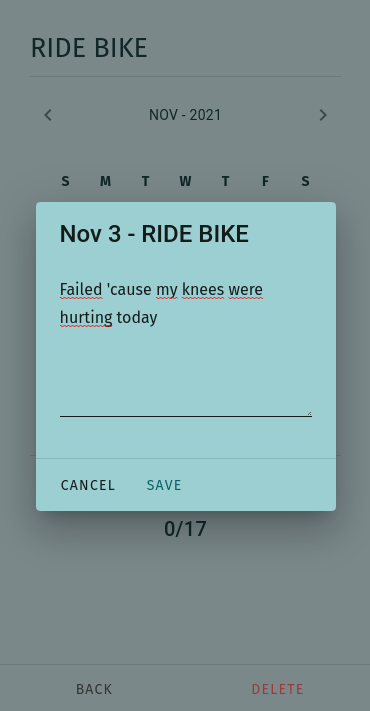 RIDE BIKE
NOV - 2021
S M T W T F S
Nov 3 - RIDE BIKE
Failed 'cause my knees were
hurting today
CANCEL SAVE
0/17
BACK DELETE